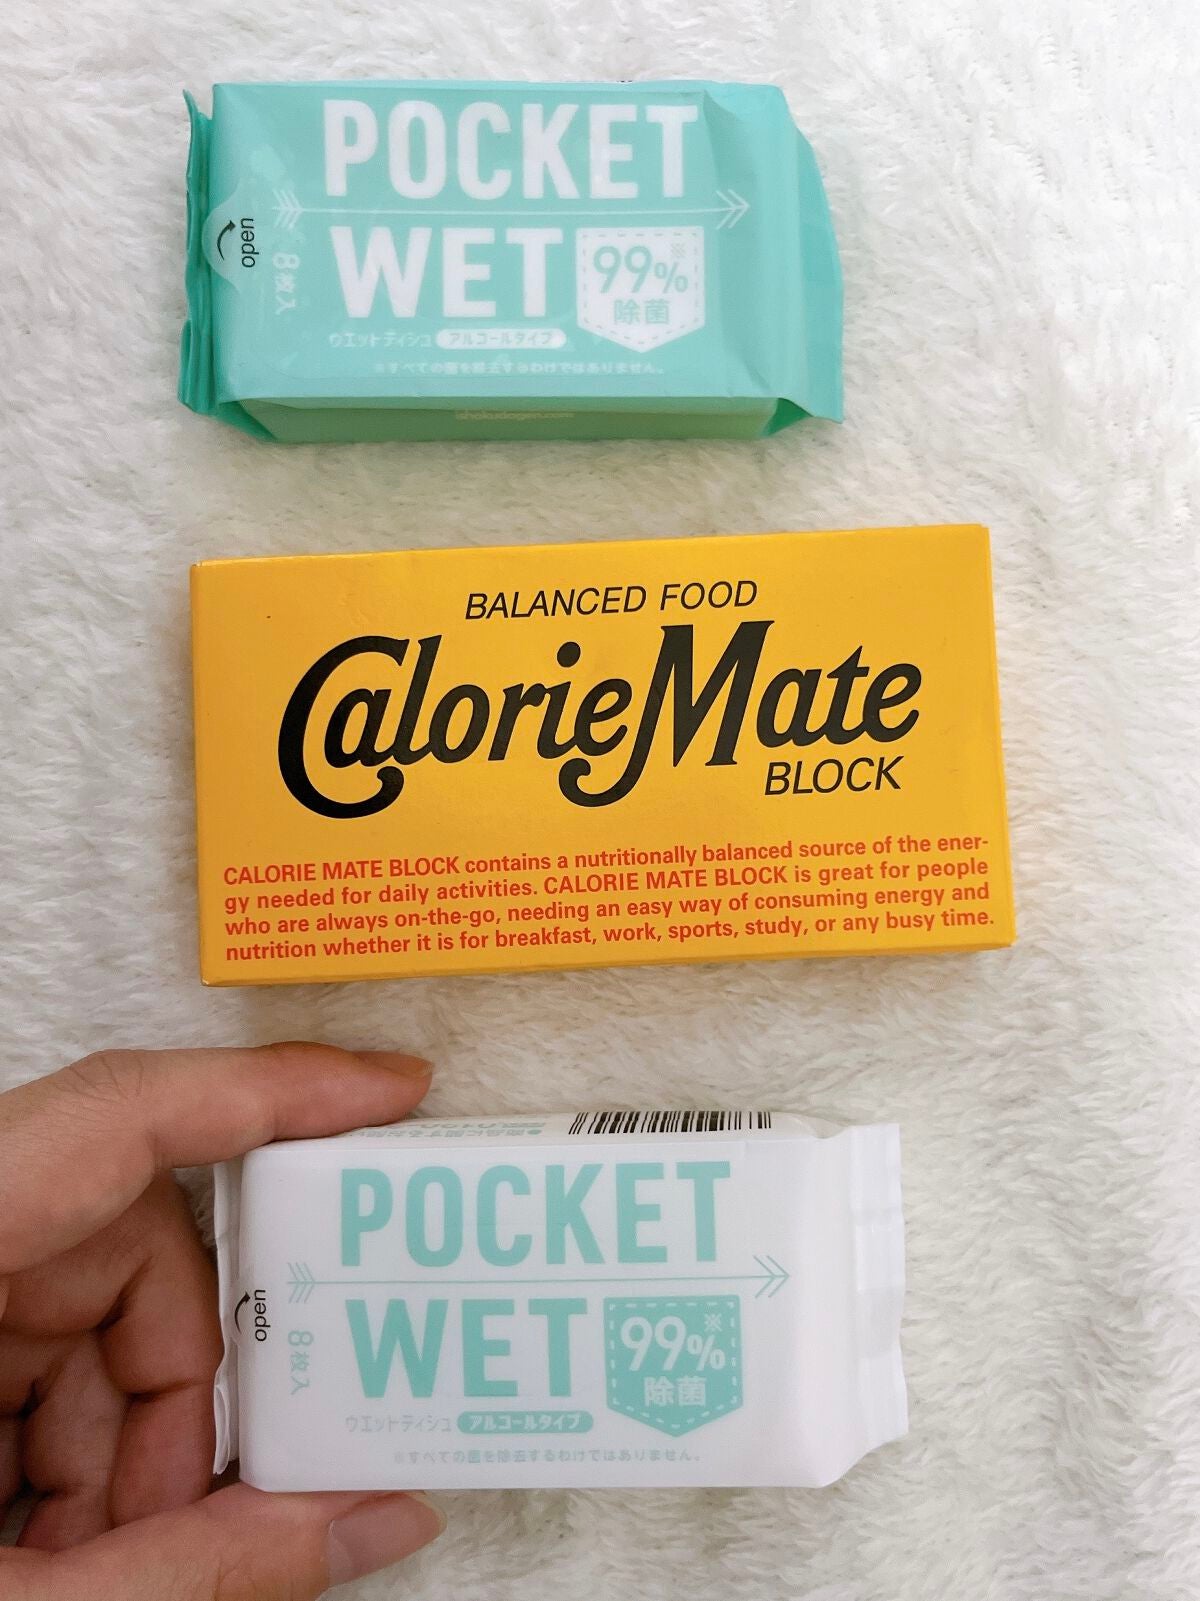 POCKET
WET
open
8枚入
99%※
除菌
ウエットティシュ アルコールタイプ
※すべての菌を除去するわけではありません。
BALANCED FOOD
CalorieMate
BLOCK
CALORIE MATE BLOCK contains a nutritionally balanced source of the ener-
gy needed for daily activities. CALORIE MATE BLOCK is great for people
who are always on-the-go, needing an easy way of consuming energy and
nutrition whether it is for breakfast, work, sports, study, or any busy time.
POCKET
WET
open
8枚入
99%※
除菌
ウエットティシュ アルコールタイプ
※すべての菌を除去するわけではありません。